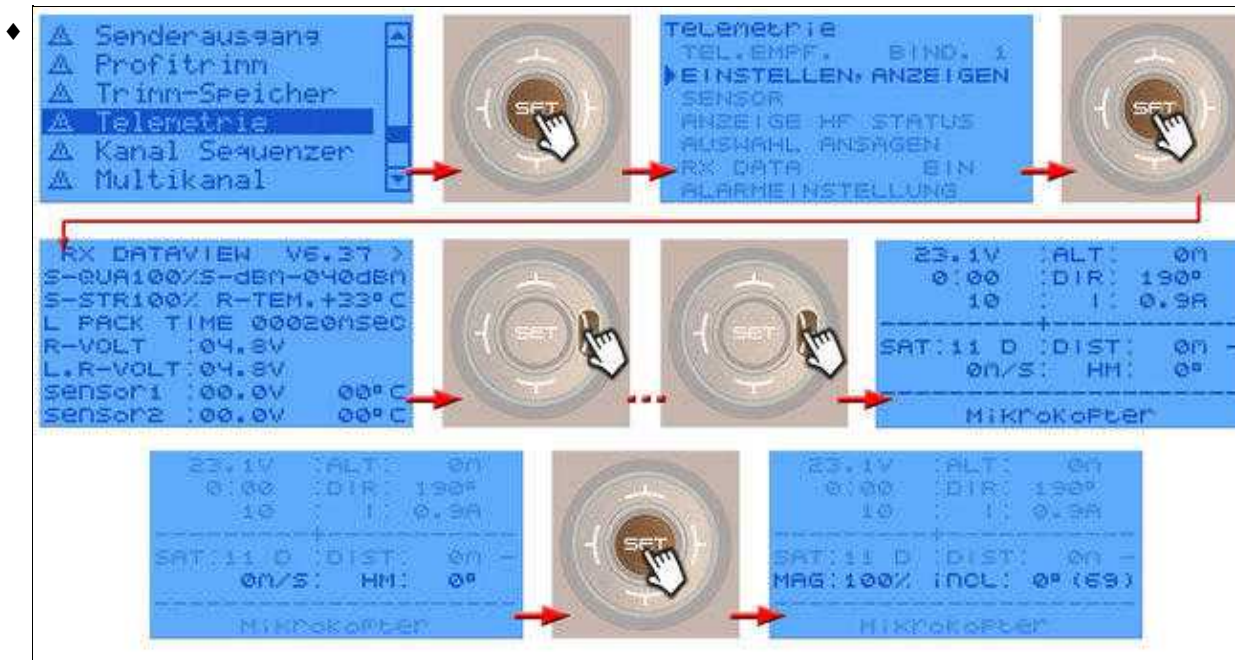 Senderausgang
Profitrimm
Trimm-Speicher
Telemetrie
Kanal Sequenzer
Multikanal
SET
Telemetrie
TEL.EMPF. BIND. 1
EINSTELLEN, ANZEIGEN
SENSOR
ANZEIGE HF STATUS
AUSWAHL ANSAGEN
RX DATA EIN
ALARMEINSTELLUNG
SET
RX DATAVIEW V6.37 >
S-QUA100%S-dBm-040dBm
S-STR100% R-TEM.+33°C
L PACK TIME 00020msec
R-VOLT :04.8V
L.R-VOLT:04.8V
Sensor1 :00.0V 00°C
Sensor2 :00.0V 00°C
SET
...
SET
23.1V :ALT: 0m
0:00 :DIR: 190°
10 : I: 0.9A
SAT:11 D :DIST: 0m -
0m/s: HM: 0°
MikroKopter
23.1V :ALT: 0m
0:00 :DIR: 190°
10 : I: 0.9A
SAT:11 D :DIST: 0m -
0m/s: HM: 0°
MikroKopter
SET
23.1V :ALT: 0m
0:00 :DIR: 190°
10 : I: 0.9A
SAT:11 D :DIST: 0m -
MAG:100% incl: 0° (69)
MikroKopter